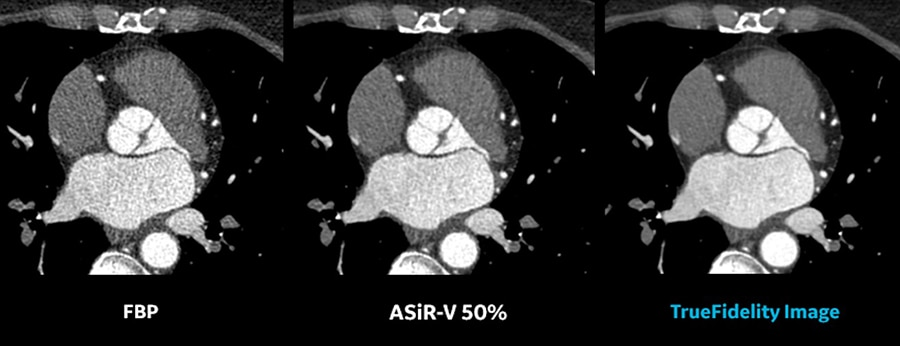 FBP
ASiR-V 50%
TrueFidelity Image